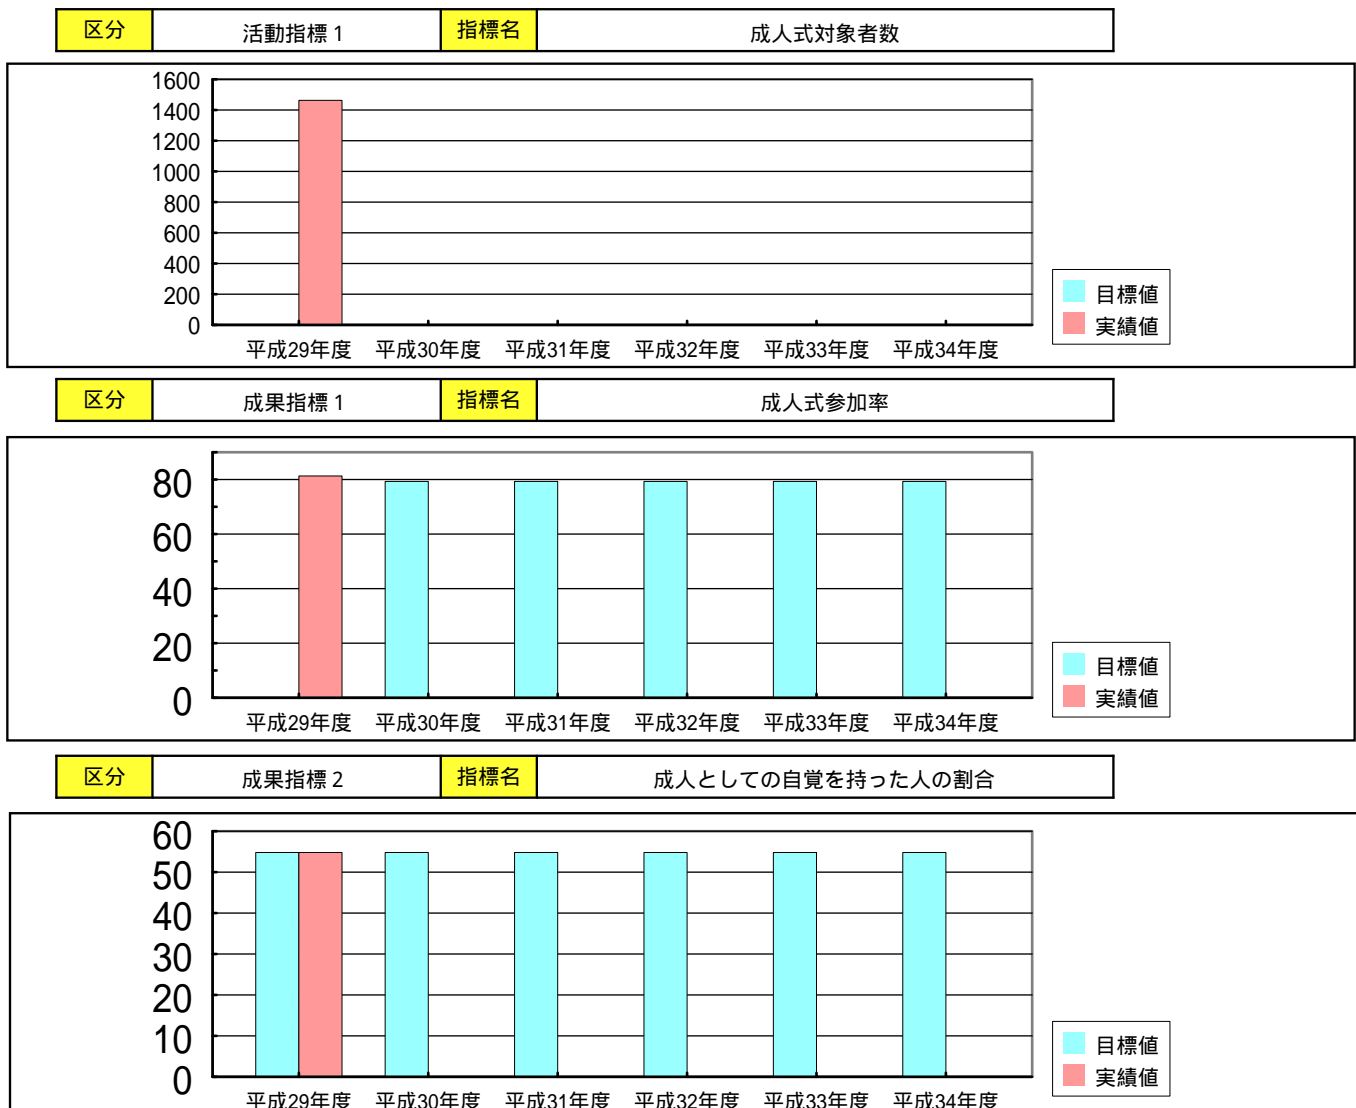 区分 活動指標1 指標名 成人式対象者数
1600
1400
1200
1000
800
600
400
200
0
平成29年度 平成30年度 平成31年度 平成32年度 平成33年度 平成34年度
目標値
実績値
区分 成果指標1 指標名 成人式参加率
80
60
40
20
0
平成29年度 平成30年度 平成31年度 平成32年度 平成33年度 平成34年度
目標値
実績値
区分 成果指標2 指標名 成人としての自覚を持った人の割合
60
50
40
30
20
10
0
平成29年度 平成30年度 平成31年度 平成32年度 平成33年度 平成34年度
目標値
実績値